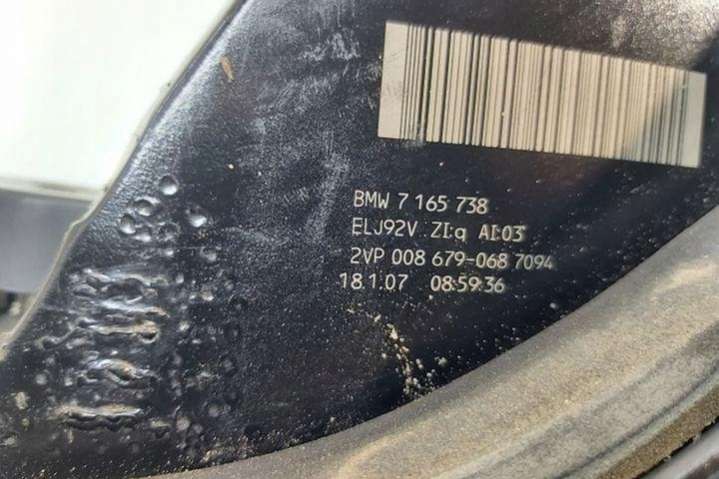 BMW 7 165 738
ELJ92V ZI:q AI:03
2VP 008 679-068 7094
18.1.07 08:59:36